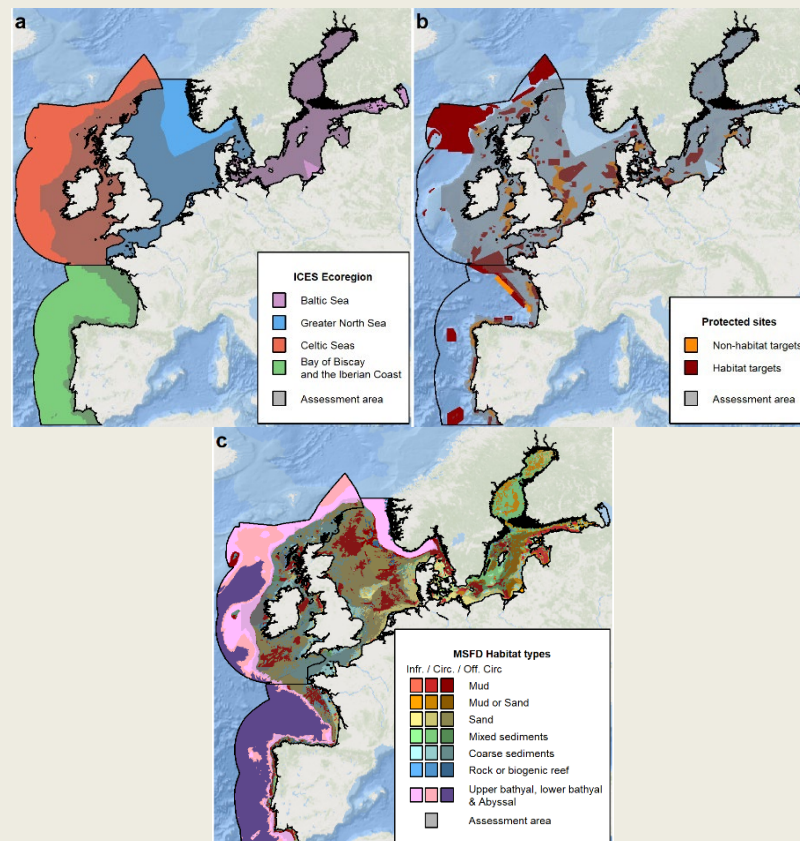 a
ICES Ecoregion
Baltic Sea
Greater North Sea
Celtic Seas
Bay of Biscay
and the Iberian Coast
Assessment area
b
Protected sites
Non-habitat targets
Habitat targets
Assessment area
c
MSFD Habitat types
Infr. / Circ. / Off. Circ
Mud
Mud or Sand
Sand
Mixed sediments
Coarse sediments
Rock or biogenic reef
Upper bathyal, lower bathyal
& Abyssal
Assessment area